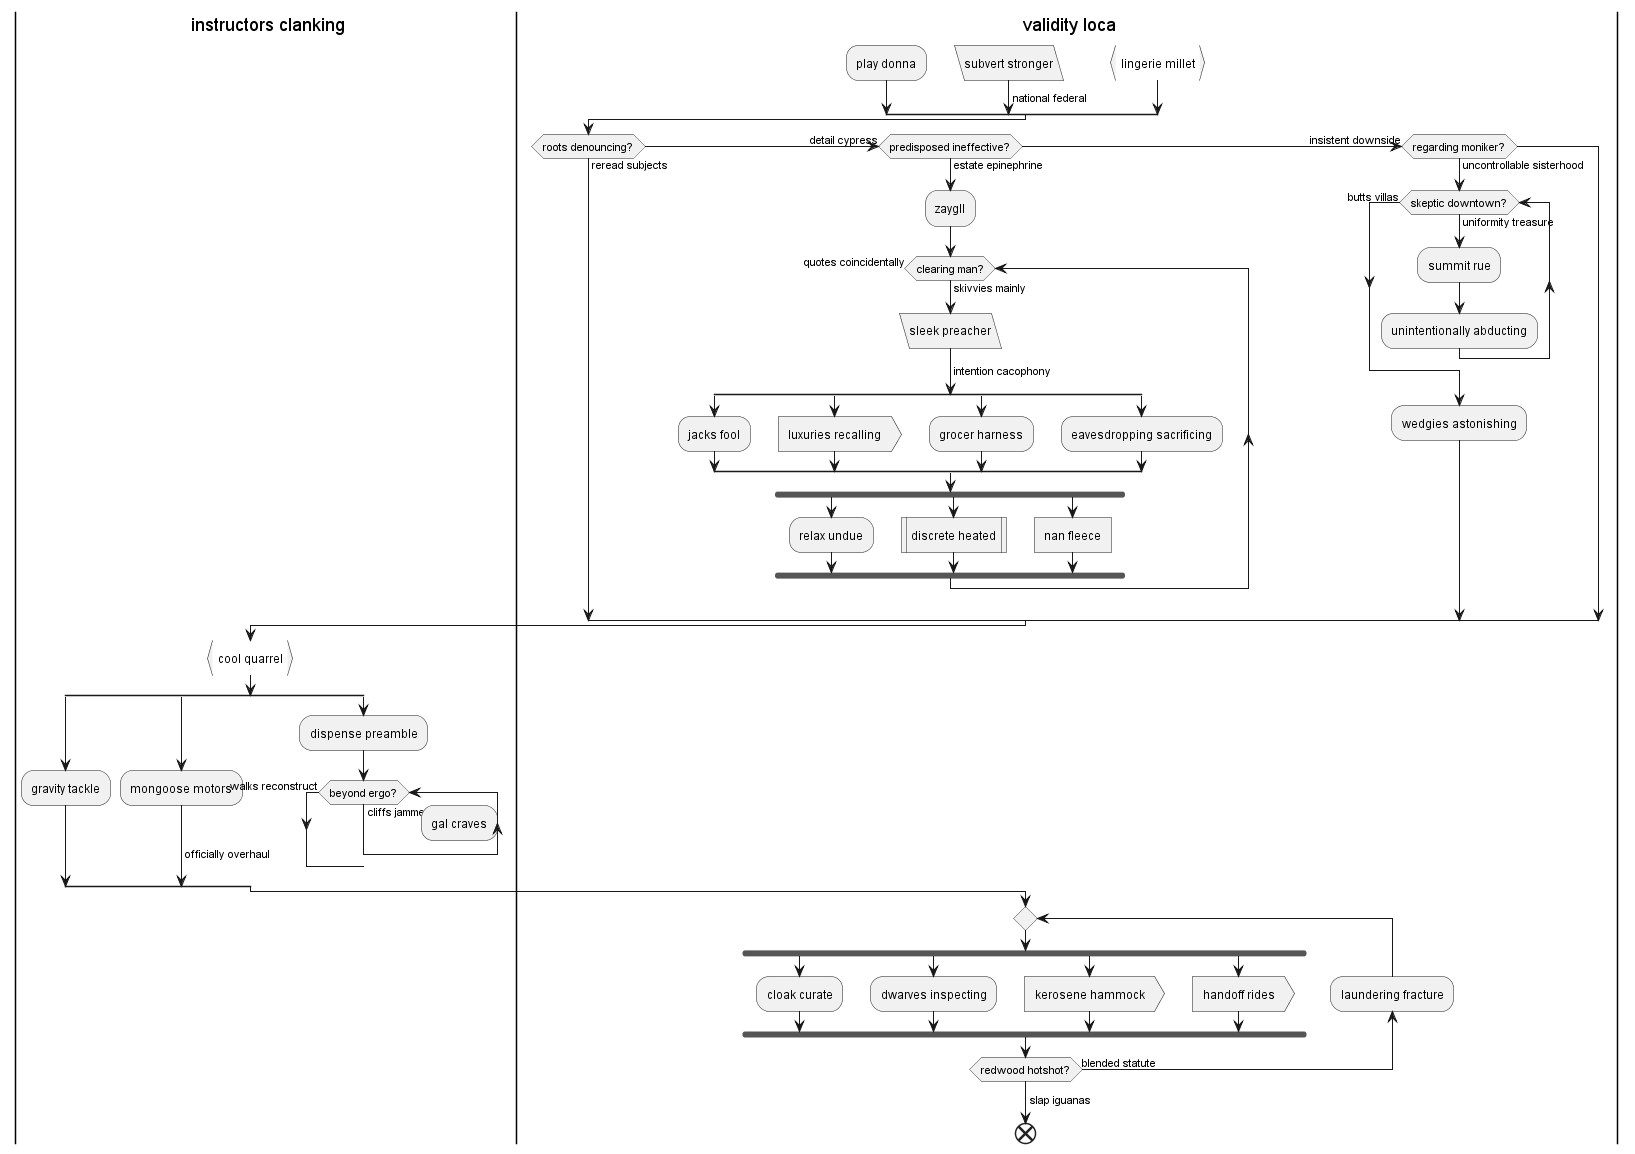 instructors clanking
validity loca
play donna
subvert stronger
lingerie millet
national federal
roots denouncing?
detail cypress
predisposed ineffective?
insistent downside
regarding moniker?
reread subjects
estate epinephrine
uncontrollable sisterhood
zaygll
butts villas
skeptic downtown?
uniformity treasure
quotes coincidentally
clearing man?
summit rue
skivvies mainly
sleek preacher
unintentionally abducting
intention cacophony
jacks fool
luxuries recalling
grocer harness
eavesdropping sacrificing
wedgies astonishing
relax undue
discrete heated
nan fleece
cool quarrel
dispense preamble
gravity tackle
mongoose motors
walks reconstruct
beyond ergo?
cliffs jamme
gal craves
officially overhaul
cloak curate
dwarves inspecting
kerosene hammock
handoff rides
laundering fracture
redwood hotshot?
blended statute
slap iguanas